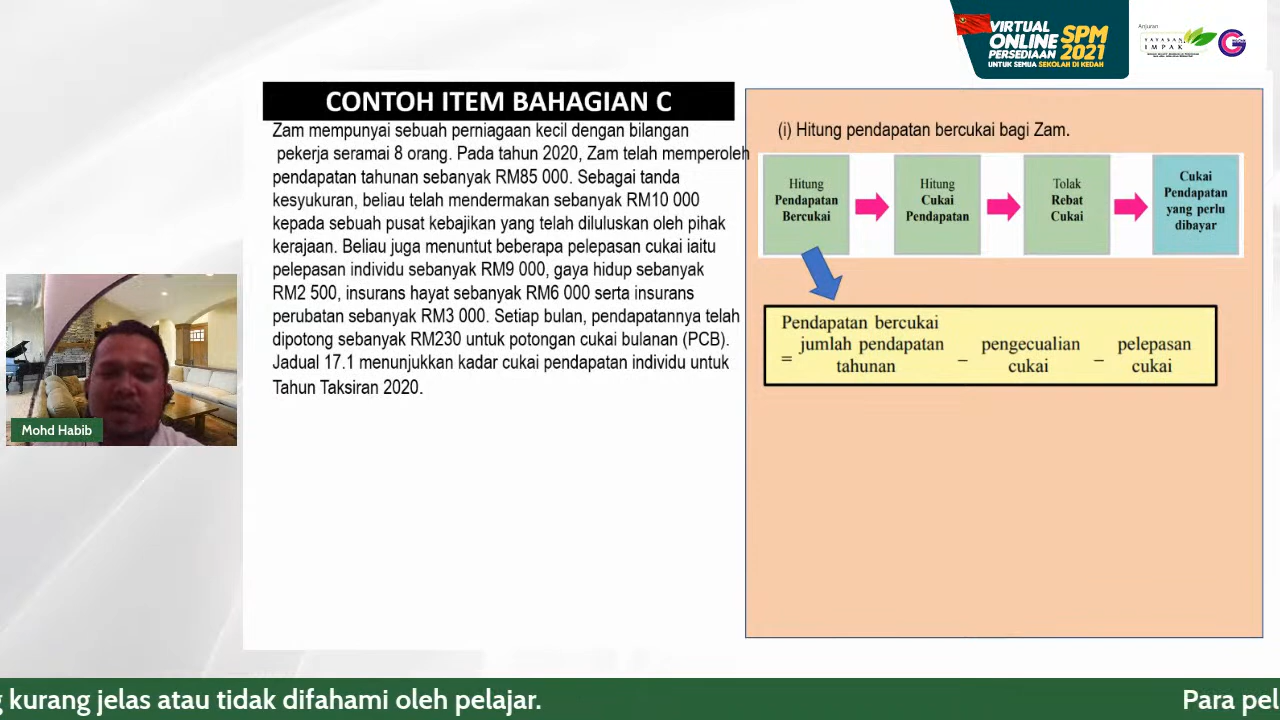 VIRTUAL
ONLINE
PERSEDIAAN
SPM
2021
UNTUK SEMUA SEKOLAH DI KEDAH
Anjuran
YAYASAN
IMPAK
CONTOH ITEM BAHAGIAN C
Zam mempunyai sebuah perniagaan kecil dengan bilangan
pekerja seramai 8 orang. Pada tahun 2020, Zam telah memperoleh
pendapatan tahunan sebanyak RM85 000. Sebagai tanda
kesyukuran, beliau telah mendermakan sebanyak RM10 000
kepada sebuah pusat kebajikan yang telah diluluskan oleh pihak
kerajaan. Beliau juga menuntut beberapa pelepasan cukai iaitu
pelepasan individu sebanyak RM9 000, gaya hidup sebanyak
RM2 500, insurans hayat sebanyak RM6 000 serta insurans
perubatan sebanyak RM3 000. Setiap bulan, pendapatannya telah
dipotong sebanyak RM230 untuk potongan cukai bulanan (PCB).
Jadual 17.1 menunjukkan kadar cukai pendapatan individu untuk
Tahun Taksiran 2020.
(i) Hitung pendapatan bercukai bagi Zam.
Hitung
Pendapatan
Bercukai
Hitung
Cukai
Pendapatan
Tolak
Rebat
Cukai
Cukai
Pendapatan
yang perlu
dibayar
Pendapatan bercukai
= jumlah pendapatan tahunan – pengecualian cukai – pelepasan cukai
Mohd Habib
kurang jelas atau tidak difahami oleh pelajar.
Para pel